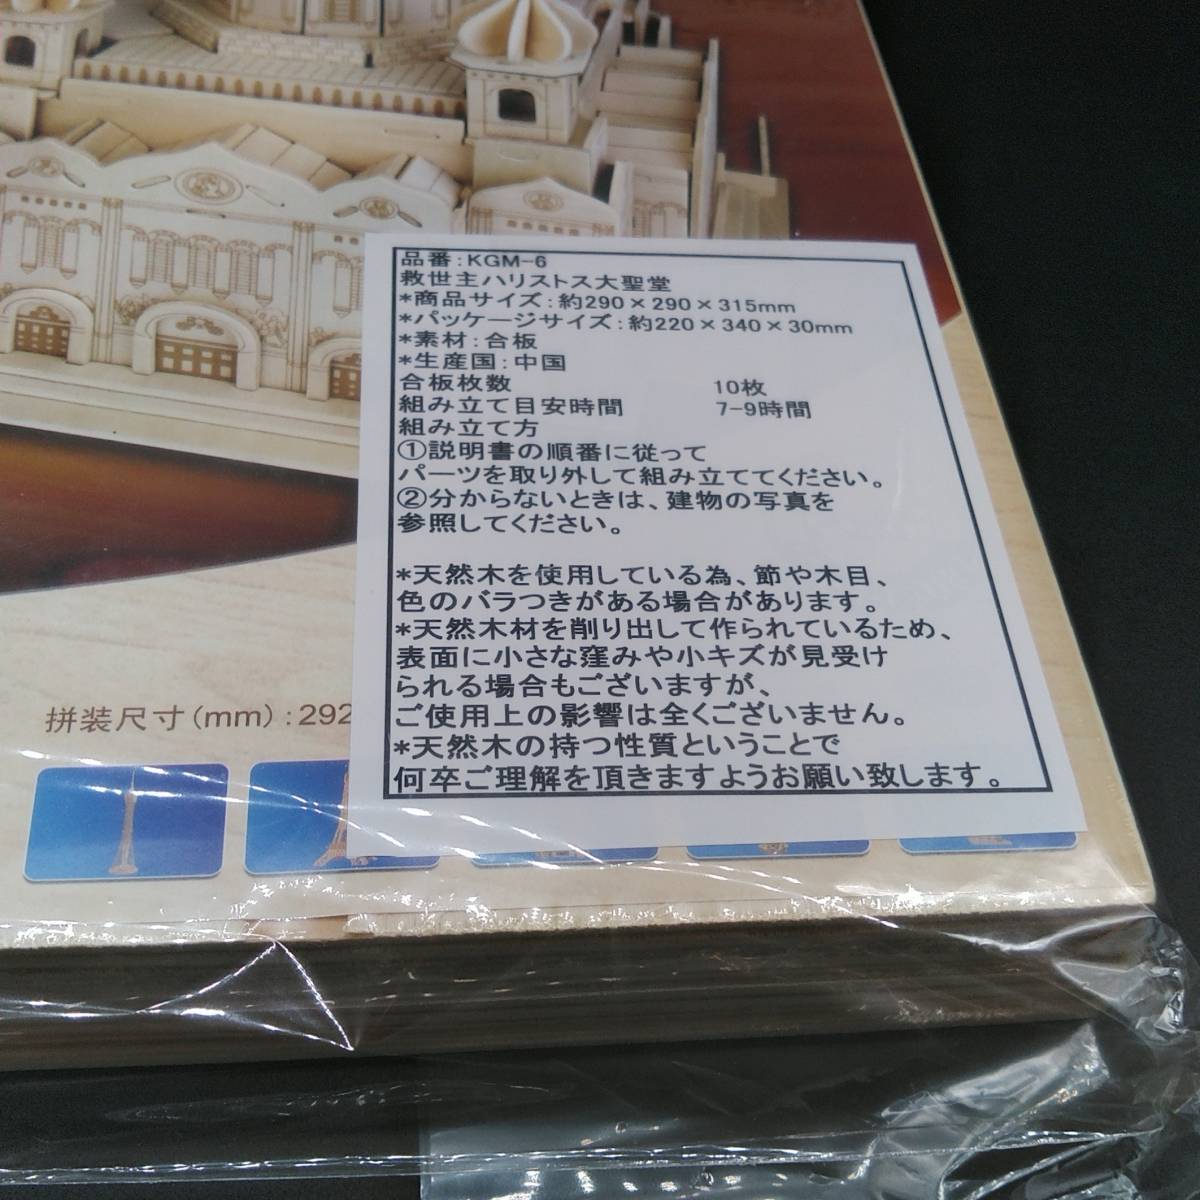 品番:KGM-6
救世主ハリストス大聖堂
*商品サイズ:約290×290×315mm
*パッケージサイズ:約220×340×30mm
*素材:合板
*生産国:中国
合板枚数 10枚
組み立て目安時間 7-9時間
組み立て方
①説明書の順番に従って
パーツを取り外して組み立ててください。
②分からないときは、建物の写真を
参照してください。
*天然木を使用している為、節や木目、
色のバラつきがある場合があります。
*天然木材を削り出して作られているため、
表面に小さな窪みや小キズが見受け
られる場合もございますが、
ご使用上の影響は全くございません。
*天然木の持つ性質ということで
何卒ご理解を頂きますようお願い致します。
拼装尺寸(mm):292